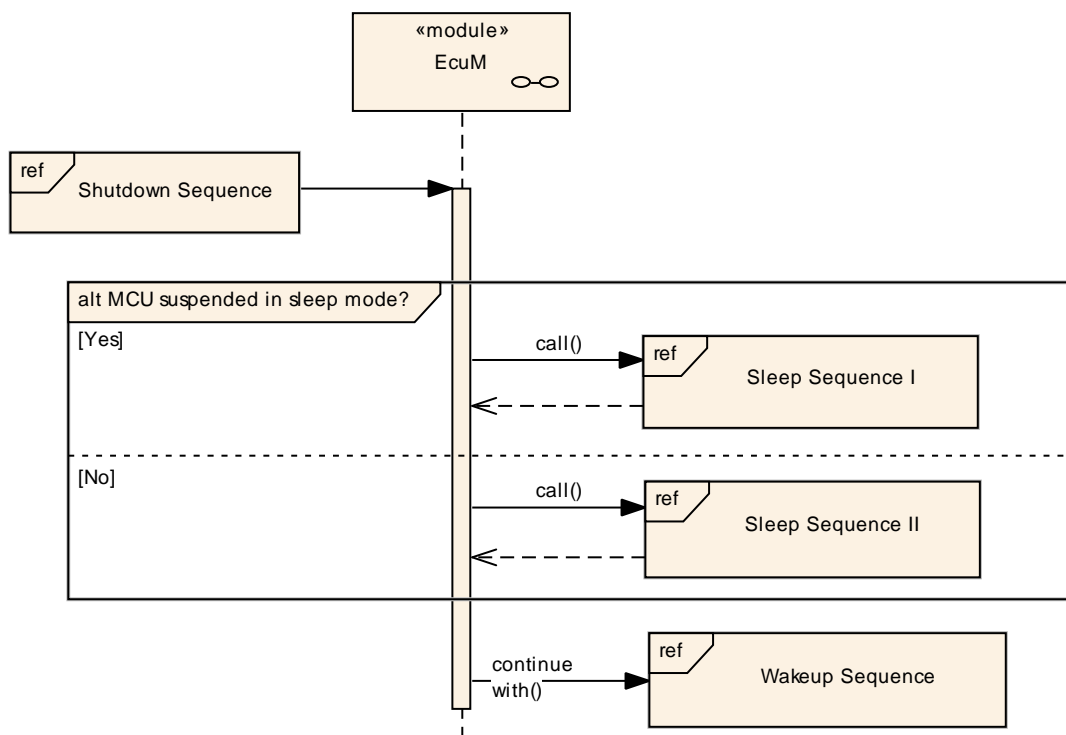 «module»
EcuM
ref
Shutdown Sequence
alt MCU suspended in sleep mode?
[Yes]
call()
ref
Sleep Sequence I
[No]
call()
ref
Sleep Sequence II
continue
with()
ref
Wakeup Sequence